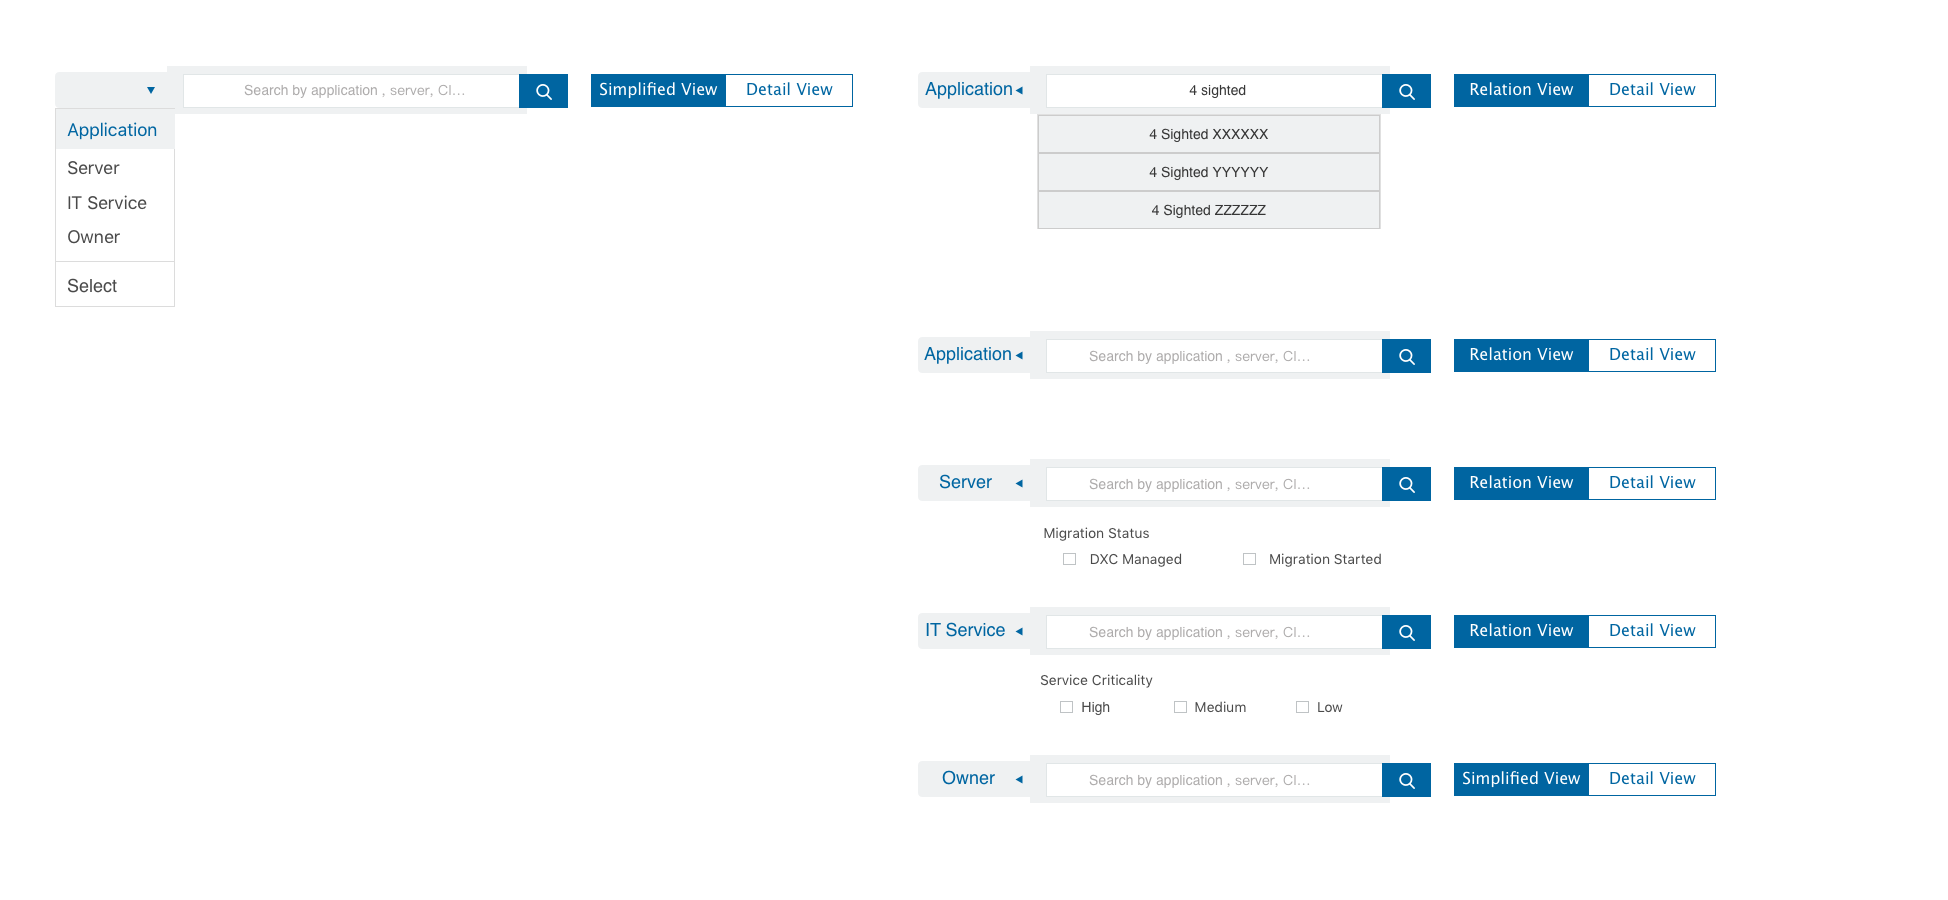 Search by application , server, CI...
Simplified View
Detail View
Application
Server
IT Service
Owner
Select
Application
4 sighted
Relation View
Detail View
4 Sighted XXXXXX
4 Sighted YYYYYY
4 Sighted ZZZZZZ
Application
Search by application , server, CI...
Relation View
Detail View
Server
Search by application , server, CI...
Relation View
Detail View
Migration Status
DXC Managed
Migration Started
IT Service
Search by application , server, CI...
Relation View
Detail View
Service Criticality
High
Medium
Low
Owner
Search by application , server, CI...
Simplified View
Detail View